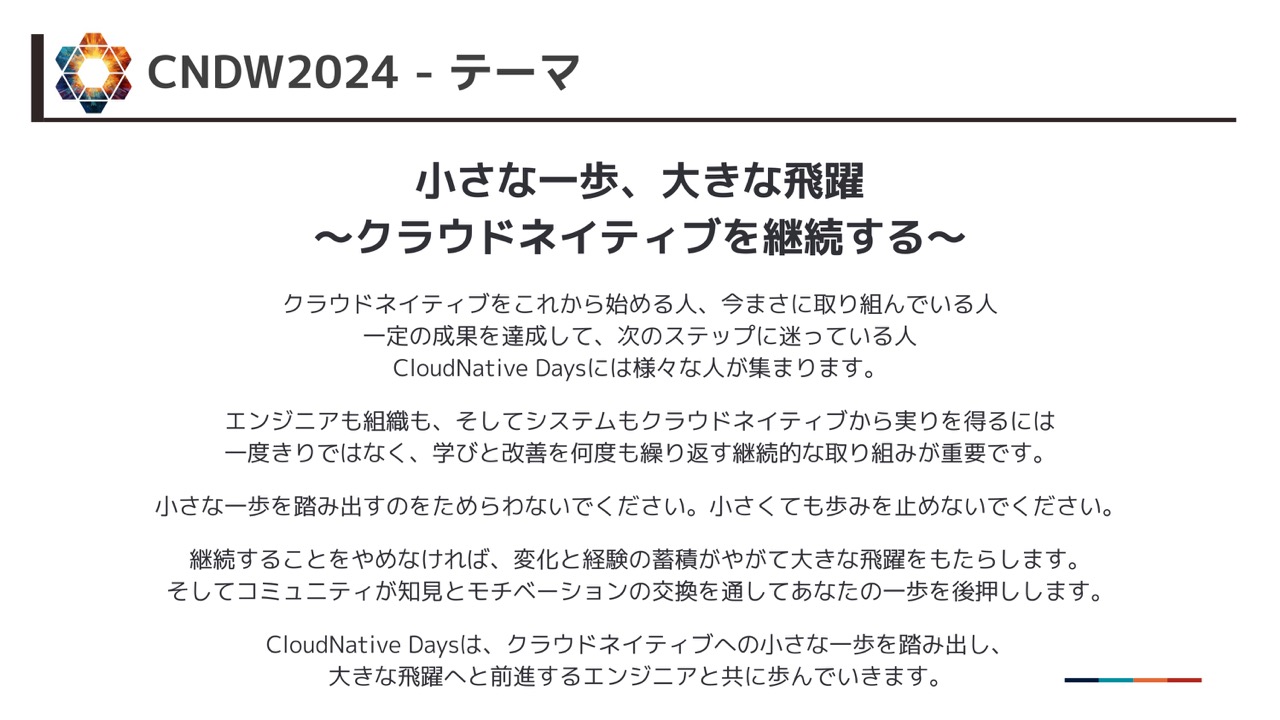 CNDW2024 - テーマ
小さな一歩、大きな飛躍
〜クラウドネイティブを継続する〜
クラウドネイティブをこれから始める人、今まさに取り組んでいる人
一定の成果を達成して、次のステップに迷っている人
CloudNative Daysには様々な人が集まります。
エンジニアも組織も、そしてシステムもクラウドネイティブから実りを得るには
一度きりではなく、学びと改善を何度も繰り返す継続的な取り組みが重要です。
小さな一歩を踏み出すのをためらわないでください。小さくても歩みを止めないでください。
継続することをやめなければ、変化と経験の蓄積がやがて大きな飛躍をもたらします。
そしてコミュニティが知見とモチベーションの交換を通してあなたの一歩を後押しします。
CloudNative Daysは、クラウドネイティブへの小さな一歩を踏み出し、
大きな飛躍へと前進するエンジニアと共に歩んでいきます。